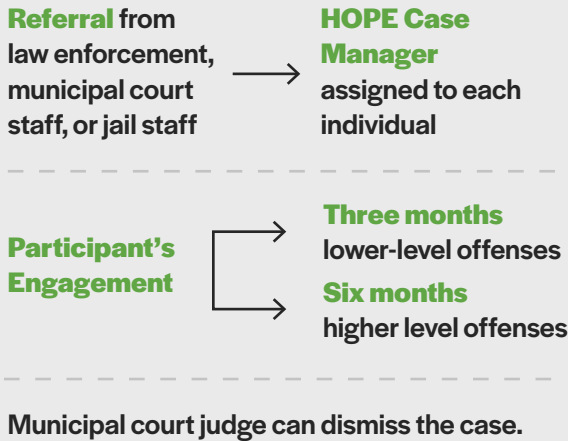 Referral from
law enforcement,
municipal court
staff, or jail staff
HOPE Case
Manager
assigned to each
individual
Participant's
Engagement
Three months
lower-level offenses
Six months
higher level offenses
Municipal court judge can dismiss the case.